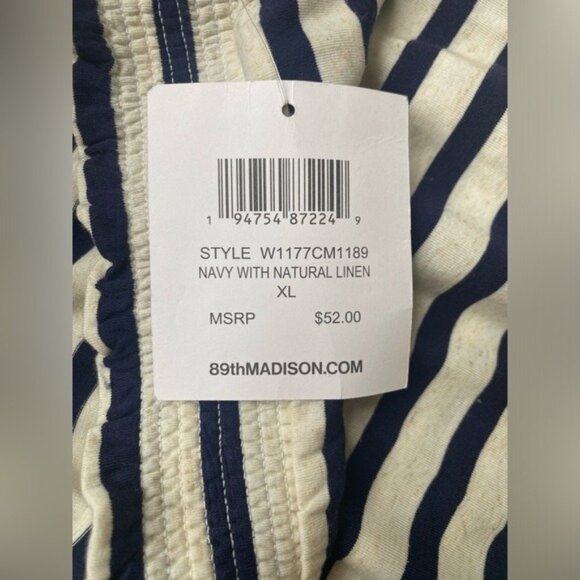 1 94754 87224 9
STYLE W1177CM1189
NAVY WITH NATURAL LINEN
XL
MSRP $52.00
89thMADISON.COM